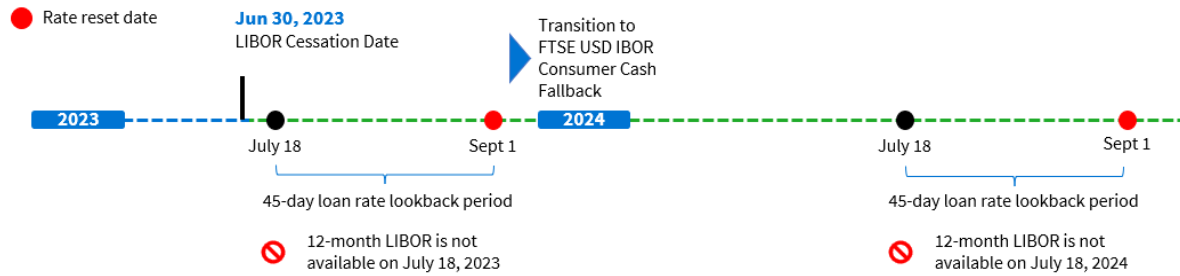 Rate reset date
Jun 30, 2023
LIBOR Cessation Date
Transition to
FTSE USD IBOR
Consumer Cash
Fallback
2023
2024
July 18
Sept 1
July 18
Sept 1
45-day loan rate lookback period
45-day loan rate lookback period
12-month LIBOR is not
available on July 18, 2023
12-month LIBOR is not
available on July 18, 2024